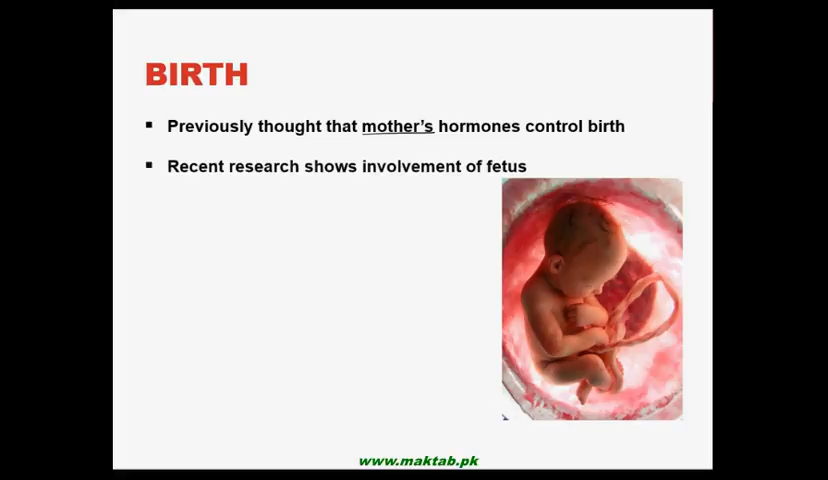 BIRTH
▪ Previously thought that mother's hormones control birth
▪ Recent research shows involvement of fetus
www.maktab.pk